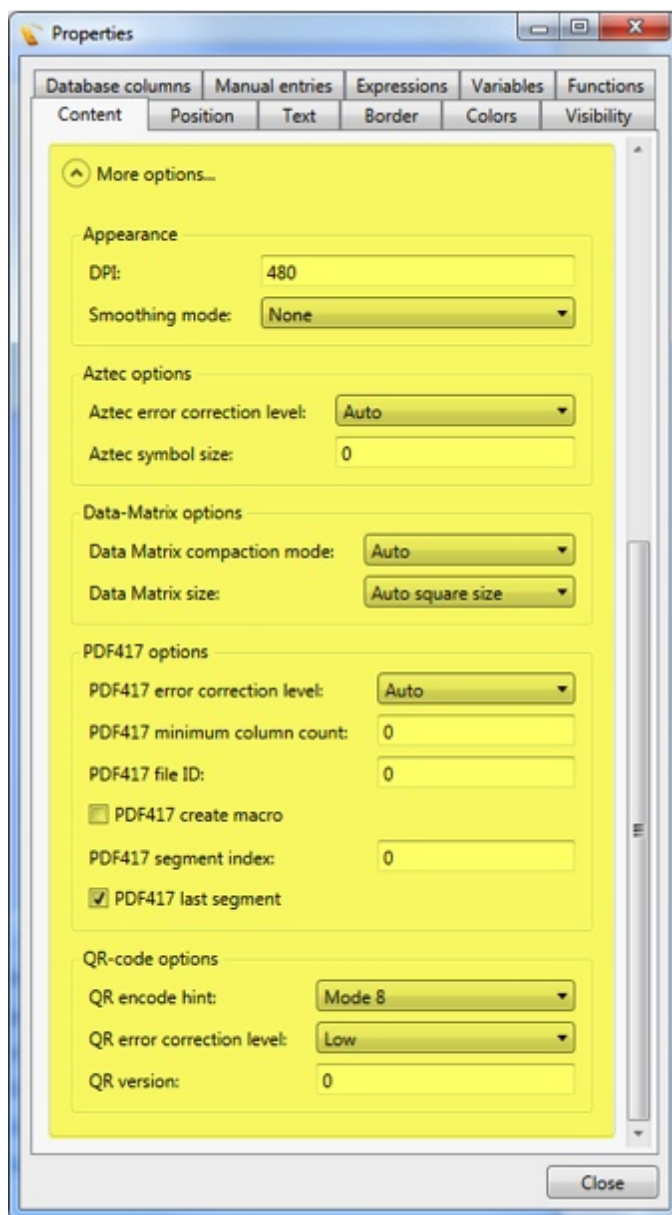 Properties
Database columns Manual entries Expressions Variables Functions
Content Position Text Border Colors Visibility
More options...
Appearance
DPI: 480
Smoothing mode: None
Aztec options
Aztec error correction level: Auto
Aztec symbol size: 0
Data-Matrix options
Data Matrix compaction mode: Auto
Data Matrix size: Auto square size
PDF417 options
PDF417 error correction level: Auto
PDF417 minimum column count: 0
PDF417 file ID: 0
PDF417 create macro
PDF417 segment index: 0
PDF417 last segment
QR-code options
QR encode hint: Mode 8
QR error correction level: Low
QR version: 0
Close